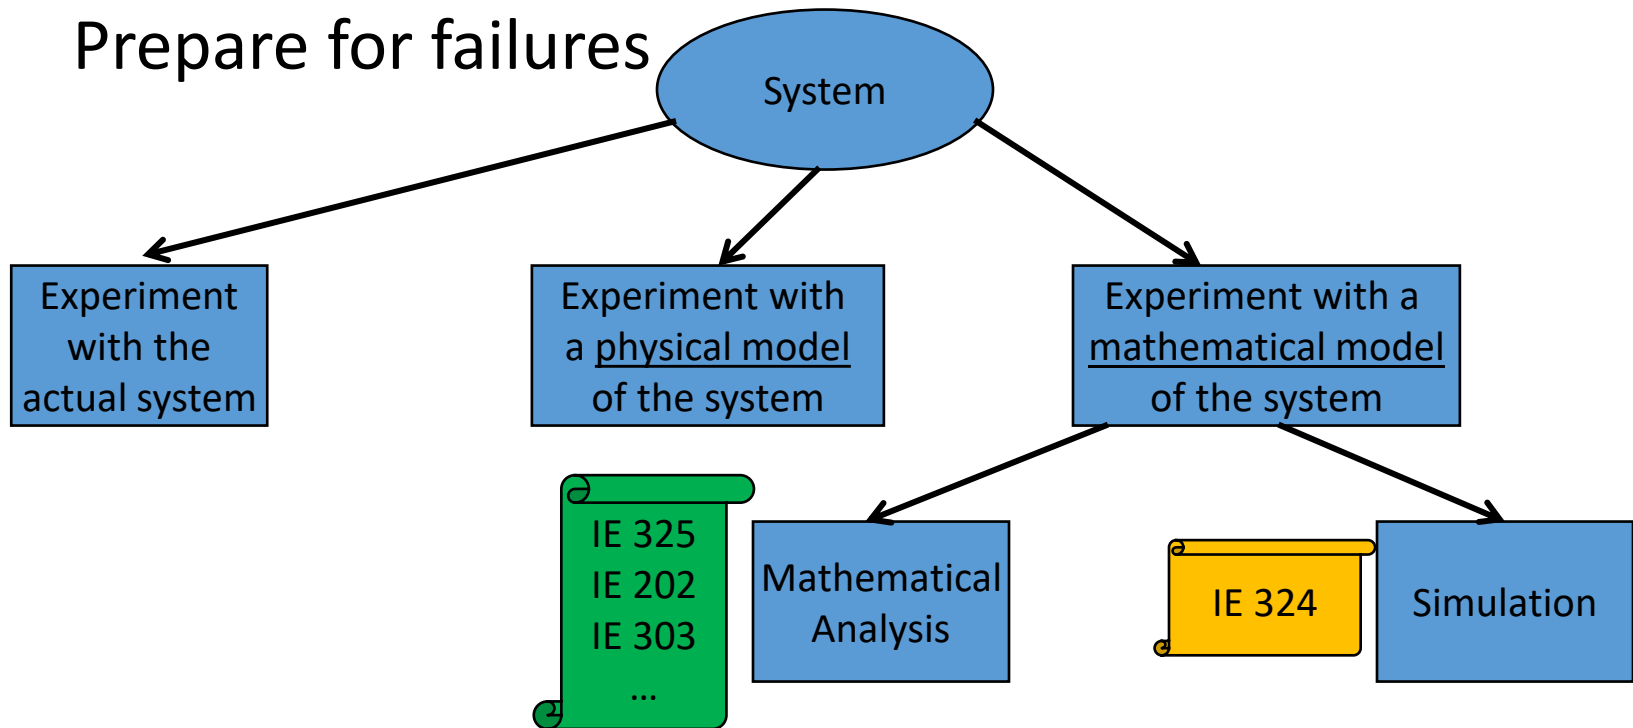 Prepare for failures
System
Experiment
with the
actual system
Experiment with
a physical model
of the system
Experiment with a
mathematical model
of the system
IE 325
IE 202
IE 303
...
Mathematical
Analysis
IE 324
Simulation